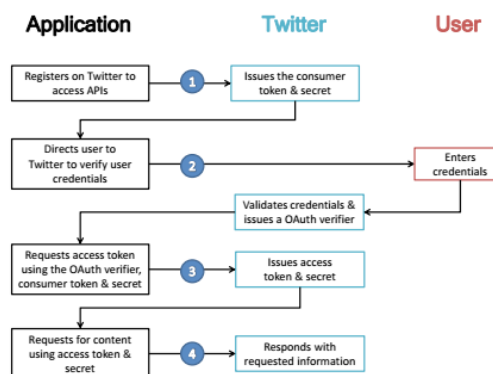 Application
Twitter
User
Registers on Twitter to
access APIs
1
Issues the consumer
token & secret
Directs user to
Twitter to verify user
credentials
2
Enters
credentials
Validates credentials &
issues a OAuth verifier
Requests access token
using the OAuth verifier,
consumer token & secret
3
Issues access
token & secret
Requests for content
using access token &
secret
4
Responds with
requested information